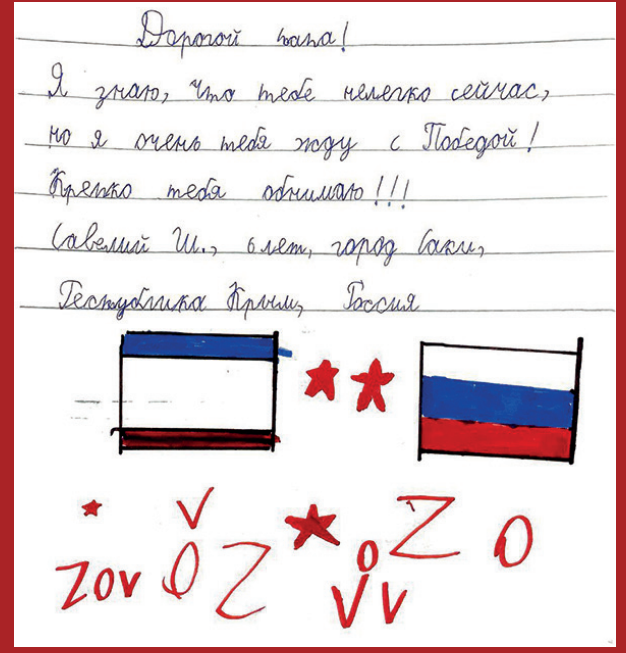 Дорогой папа!
Я знаю, что тебе нелегко сейчас,
но я очень тебя жду с Победой!
Крепко тебя обнимаю!!!
Савелий Ш., 6 лет, город Саки,
Республика Крым, Россия
V Z O
ZOV O Z O
V V